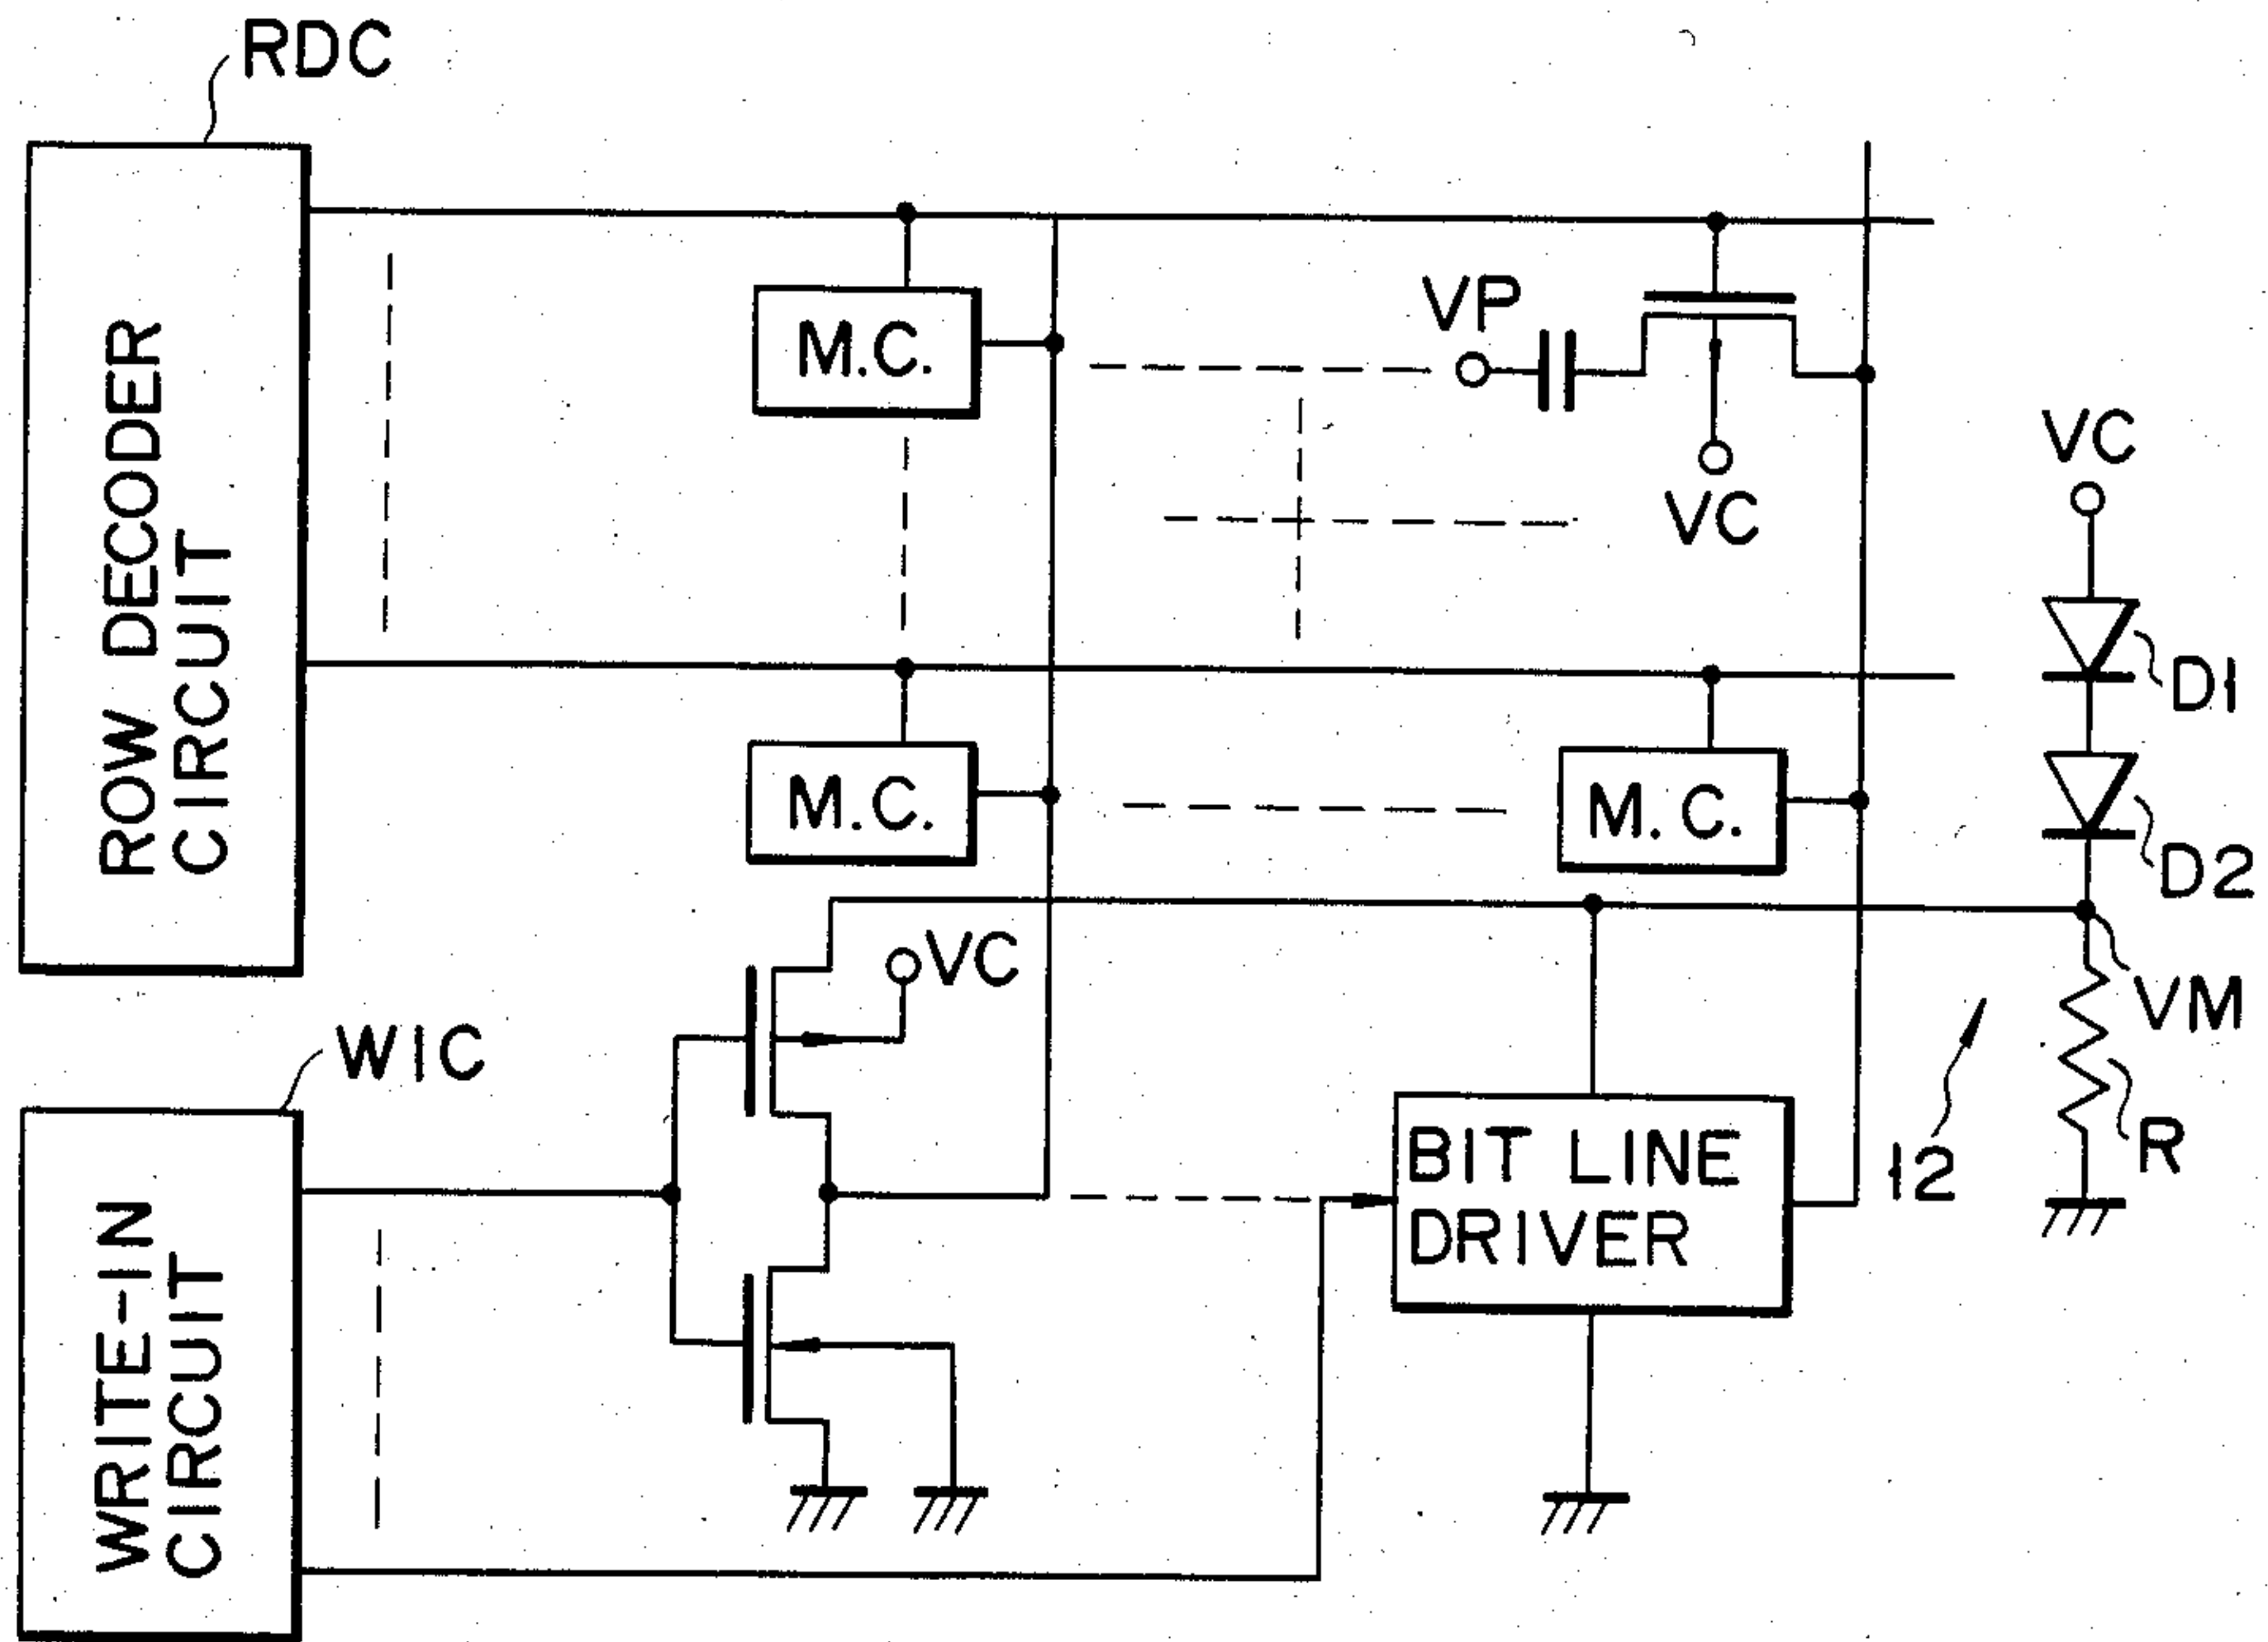 RDC
ROW DECODER
CIRCUIT
M.C.
VP
VC
VC
D1
M.C.
M.C.
D2
VC
VM
WIC
R
12
BIT LINE
DRIVER
WRITE-IN
CIRCUIT